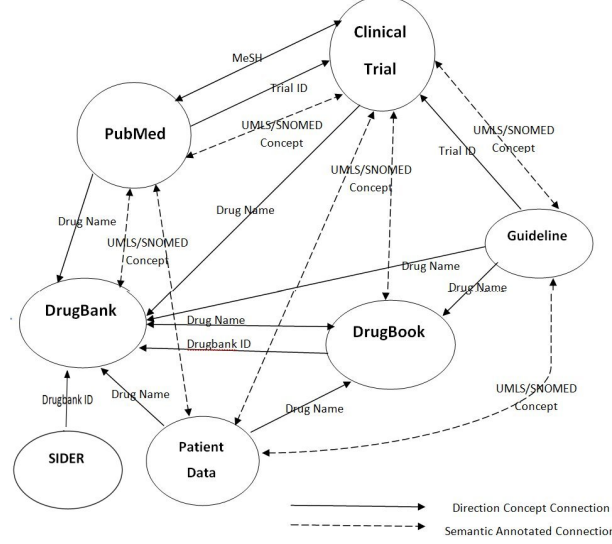 Clinical
Trial
MeSH
Trial ID
PubMed
UMLS/SNOMED
Concept
UMLS/SNOMED
Concept
Trial ID
UMLS/SNOMED
Concept
Drug Name
Drug Name
UMLS/SNOMED
Concept
Guideline
Drug Name
Drug Name
DrugBank
Drug Name
DrugBook
Drugbank ID
Drugbank ID
Drug Name
Drug Name
UMLS/SNOMED
Concept
SIDER
Patient
Data
Direction Concept Connection
Semantic Annotated Connection